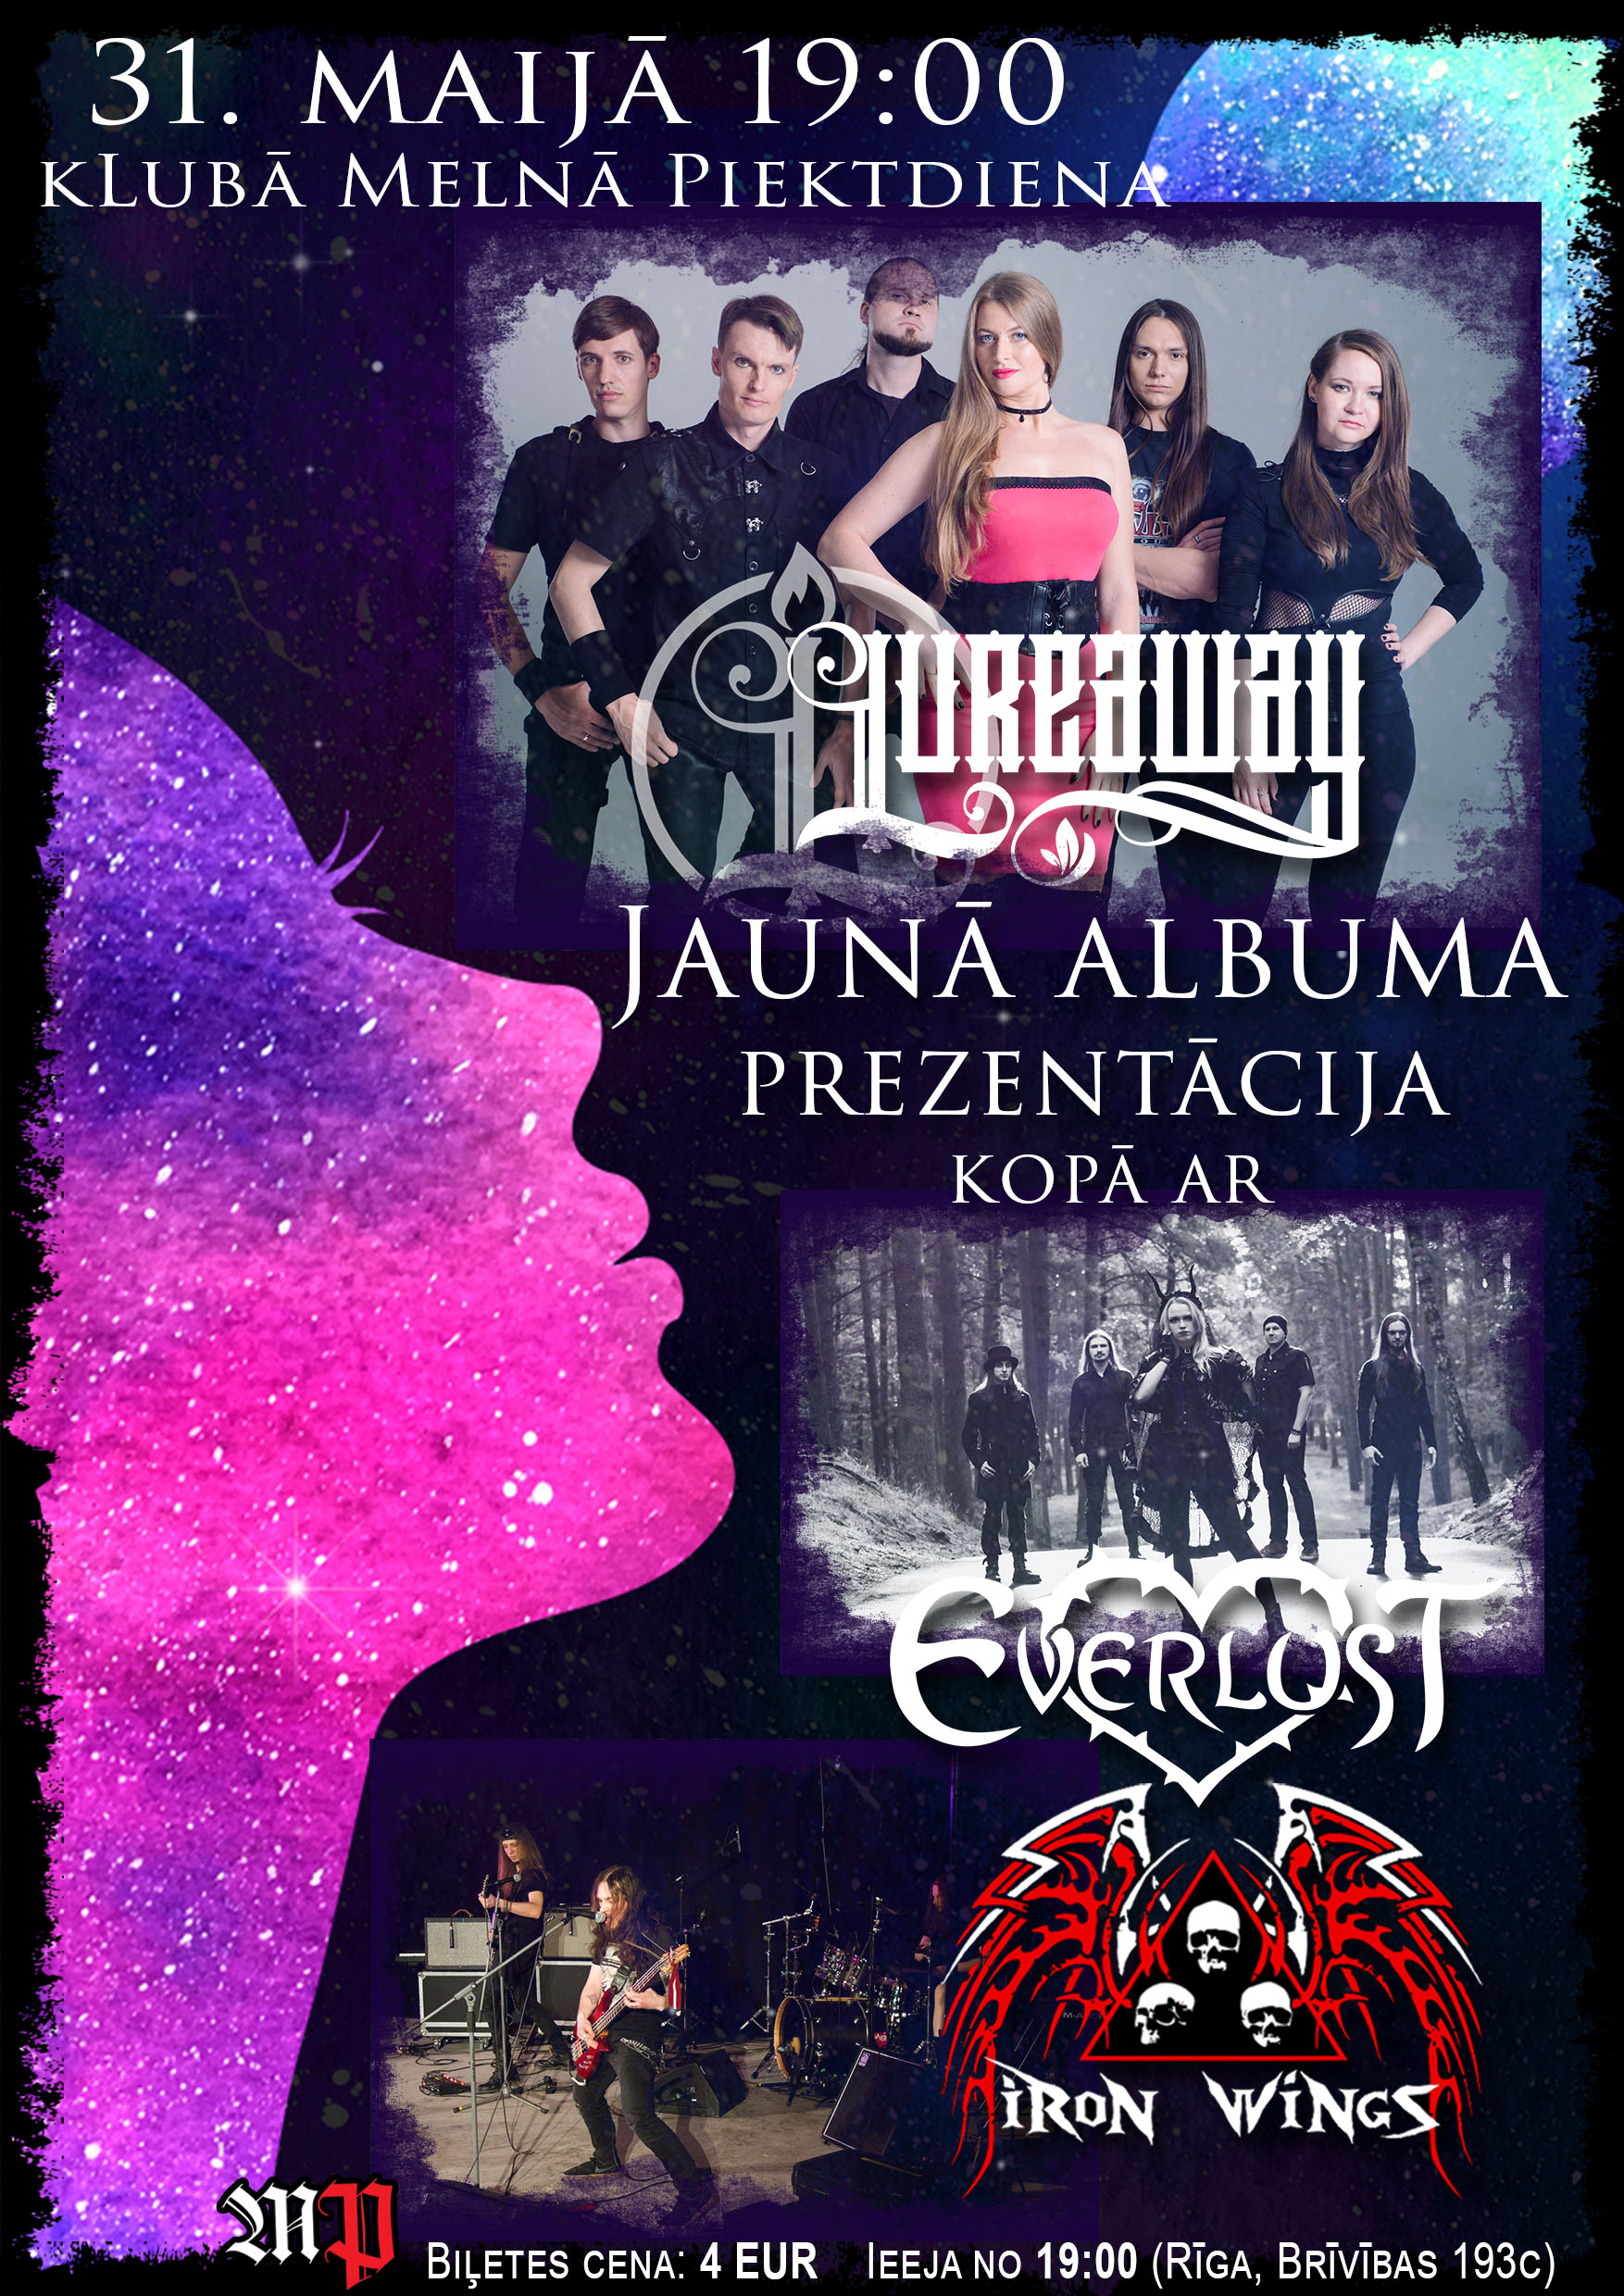 31. MAIJĀ 19:00
KLUBĀ MELNĀ PIEKTDIENA
Lureaway
JAUNĀ ALBUMA
PREZENTĀCIJA
KOPĀ AR
EVERLOST
IRON WINGS
MP
BIĻETES CENA: 4 EUR IEEJA NO 19:00 (RĪGA, BRĪVĪBAS 193C)